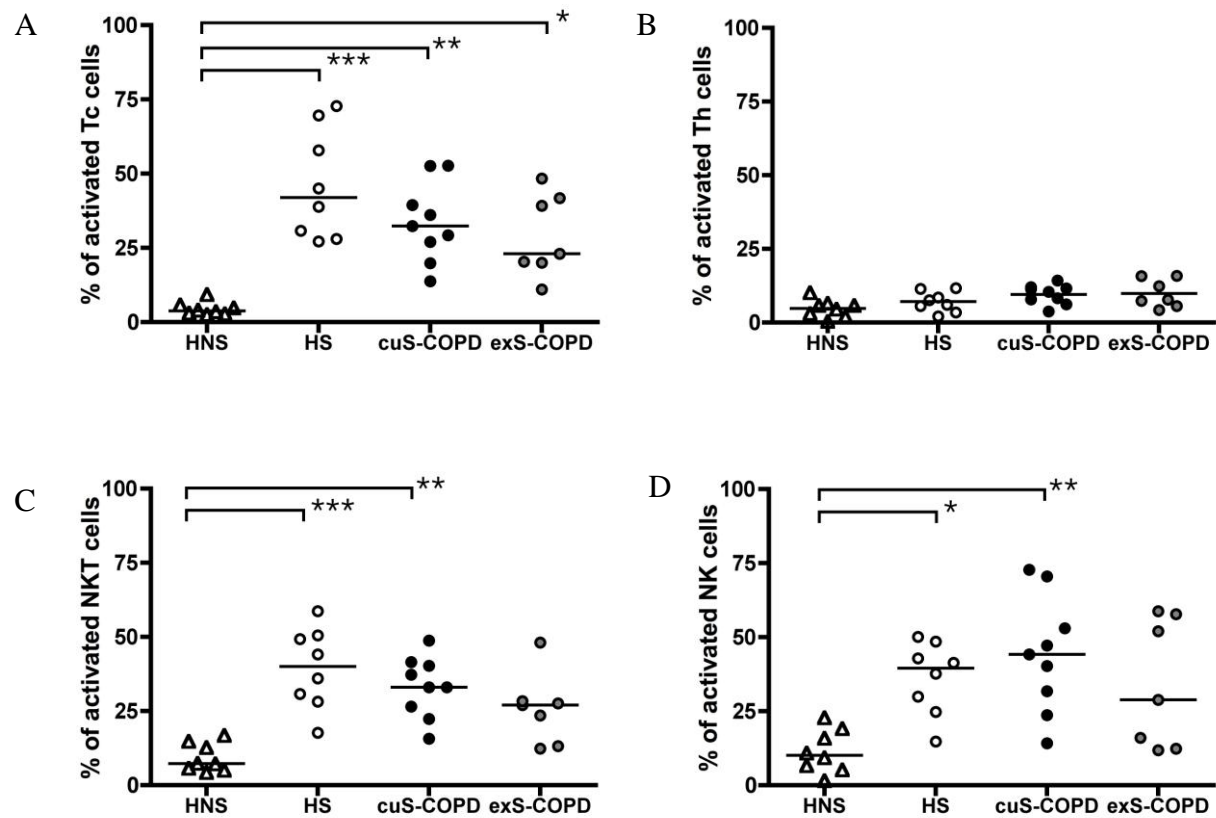 A
% of activated Tc cells
100
75
50
25
0
*
**
***
HNS HS cuS-COPD exS-COPD
B
% of activated Th cells
100
75
50
25
0
HNS HS cuS-COPD exS-COPD
C
% of activated NKT cells
100
75
50
25
0
**
***
HNS HS cuS-COPD exS-COPD
D
% of activated NK cells
100
75
50
25
0
**
*
HNS HS cuS-COPD exS-COPD